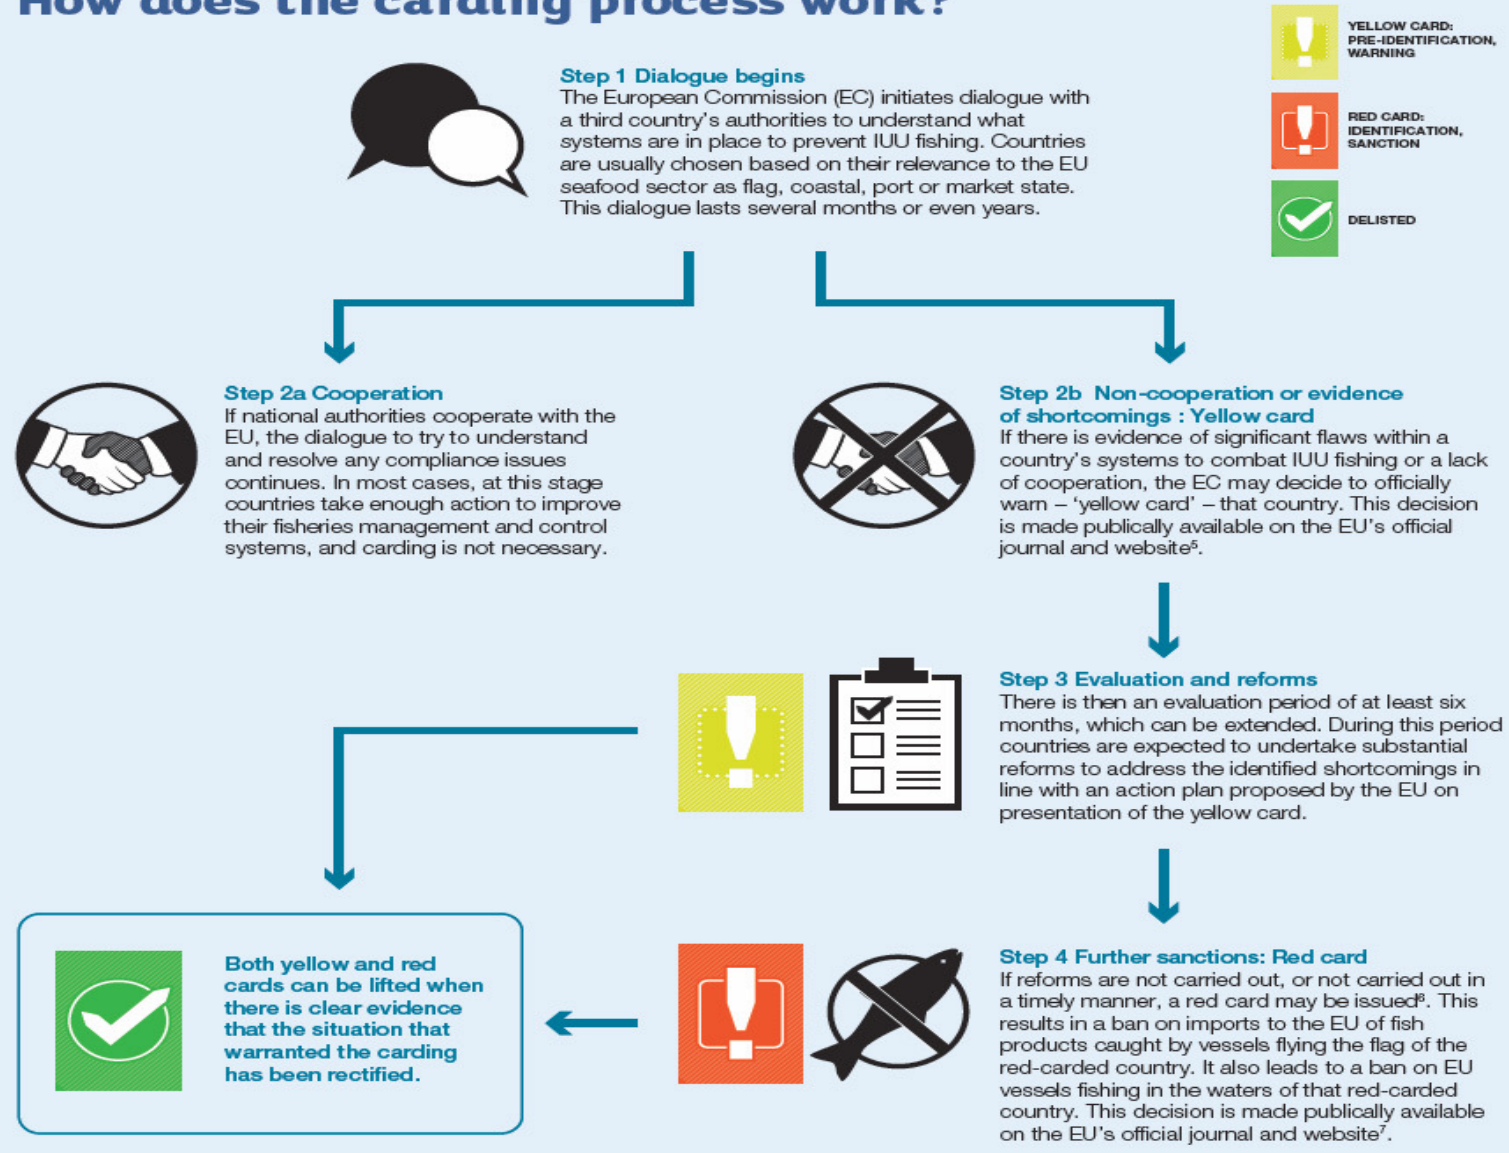 How does the carding process work?
YELLOW CARD:
PRE-IDENTIFICATION,
WARNING
RED CARD:
IDENTIFICATION,
SANCTION
DELISTED
Step 1 Dialogue begins
The European Commission (EC) initiates dialogue with
a third country's authorities to understand what
systems are in place to prevent IUU fishing. Countries
are usually chosen based on their relevance to the EU
seafood sector as flag, coastal, port or market state.
This dialogue lasts several months or even years.
Step 2a Cooperation
If national authorities cooperate with the
EU, the dialogue to try to understand
and resolve any compliance issues
continues. In most cases, at this stage
countries take enough action to improve
their fisheries management and control
systems, and carding is not necessary.
Step 2b Non-cooperation or evidence
of shortcomings : Yellow card
If there is evidence of significant flaws within a
country's systems to combat IUU fishing or a lack
of cooperation, the EC may decide to officially
warn – ‘yellow card’ – that country. This decision
is made publically available on the EU's official
journal and website⁵.
Step 3 Evaluation and reforms
There is then an evaluation period of at least six
months, which can be extended. During this period
countries are expected to undertake substantial
reforms to address the identified shortcomings in
line with an action plan proposed by the EU on
presentation of the yellow card.
Both yellow and red
cards can be lifted when
there is clear evidence
that the situation that
warranted the carding
has been rectified.
Step 4 Further sanctions: Red card
If reforms are not carried out, or not carried out in
a timely manner, a red card may be issued⁶. This
results in a ban on imports to the EU of fish
products caught by vessels flying the flag of the
red-carded country. It also leads to a ban on EU
vessels fishing in the waters of that red-carded
country. This decision is made publically available
on the EU's official journal and website⁷.